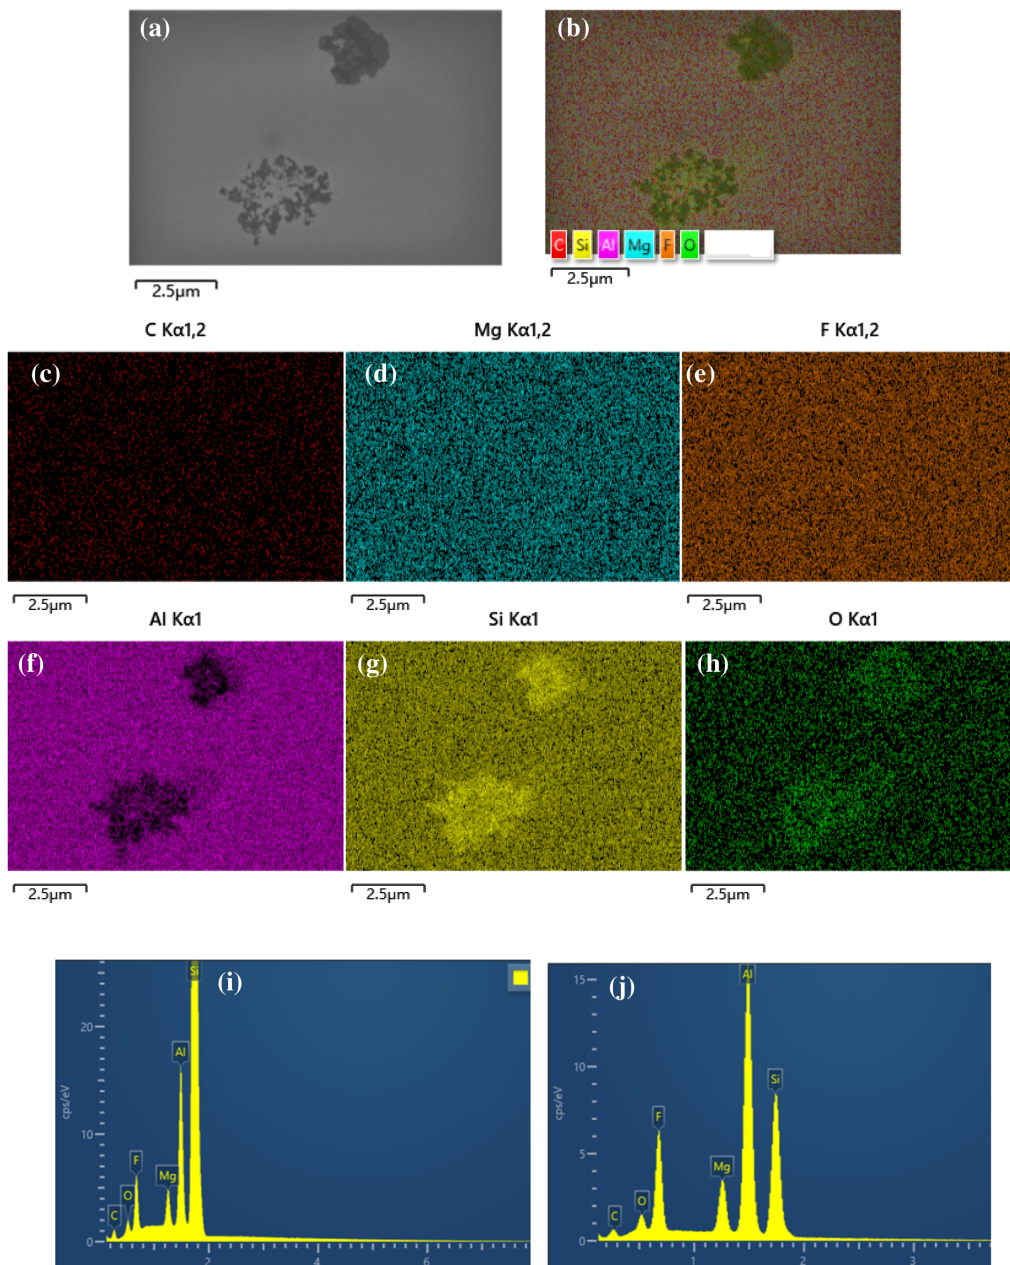 (a)
(b)
C Si Al Mg F O
2.5µm
2.5µm
C Kα1,2
Mg Kα1,2
F Kα1,2
(c)
(d)
(e)
2.5µm
2.5µm
2.5µm
Al Kα1
Si Kα1
O Kα1
(f)
(g)
(h)
2.5µm
2.5µm
2.5µm
(i)
Si
20
Al
cps/eV
10
F
Mg
O
C
0
2
4
6
(j)
Al
15
10
Si
cps/eV
F
5
Mg
O
C
0
1
2
3